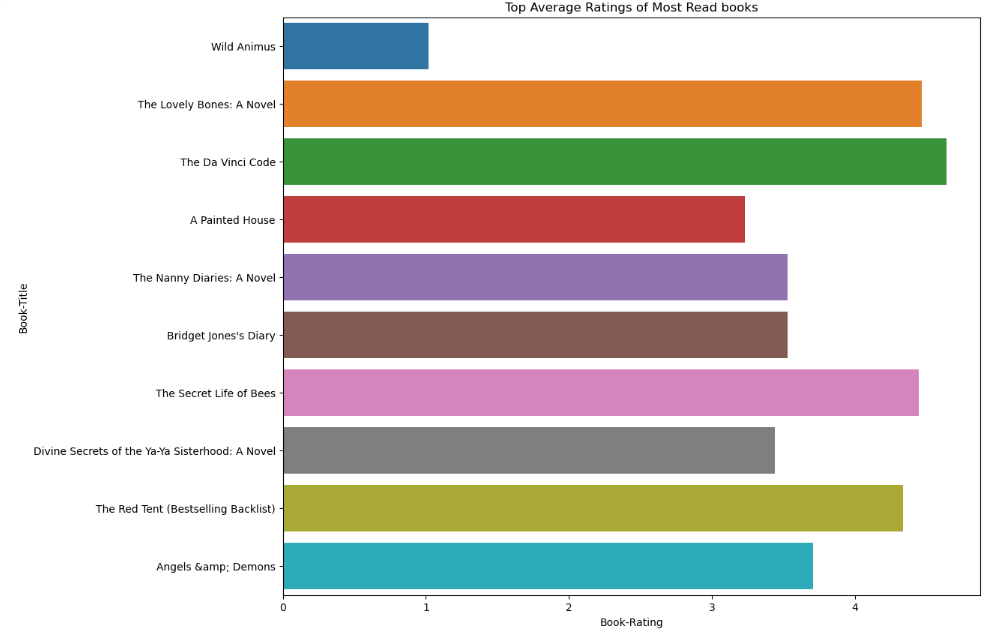 Top Average Ratings of Most Read books
Wild Animus
The Lovely Bones: A Novel
The Da Vinci Code
A Painted House
The Nanny Diaries: A Novel
Bridget Jones's Diary
The Secret Life of Bees
Divine Secrets of the Ya-Ya Sisterhood: A Novel
The Red Tent (Bestselling Backlist)
Angels &amp; Demons
Book-Title
0 1 2 3 4
Book-Rating